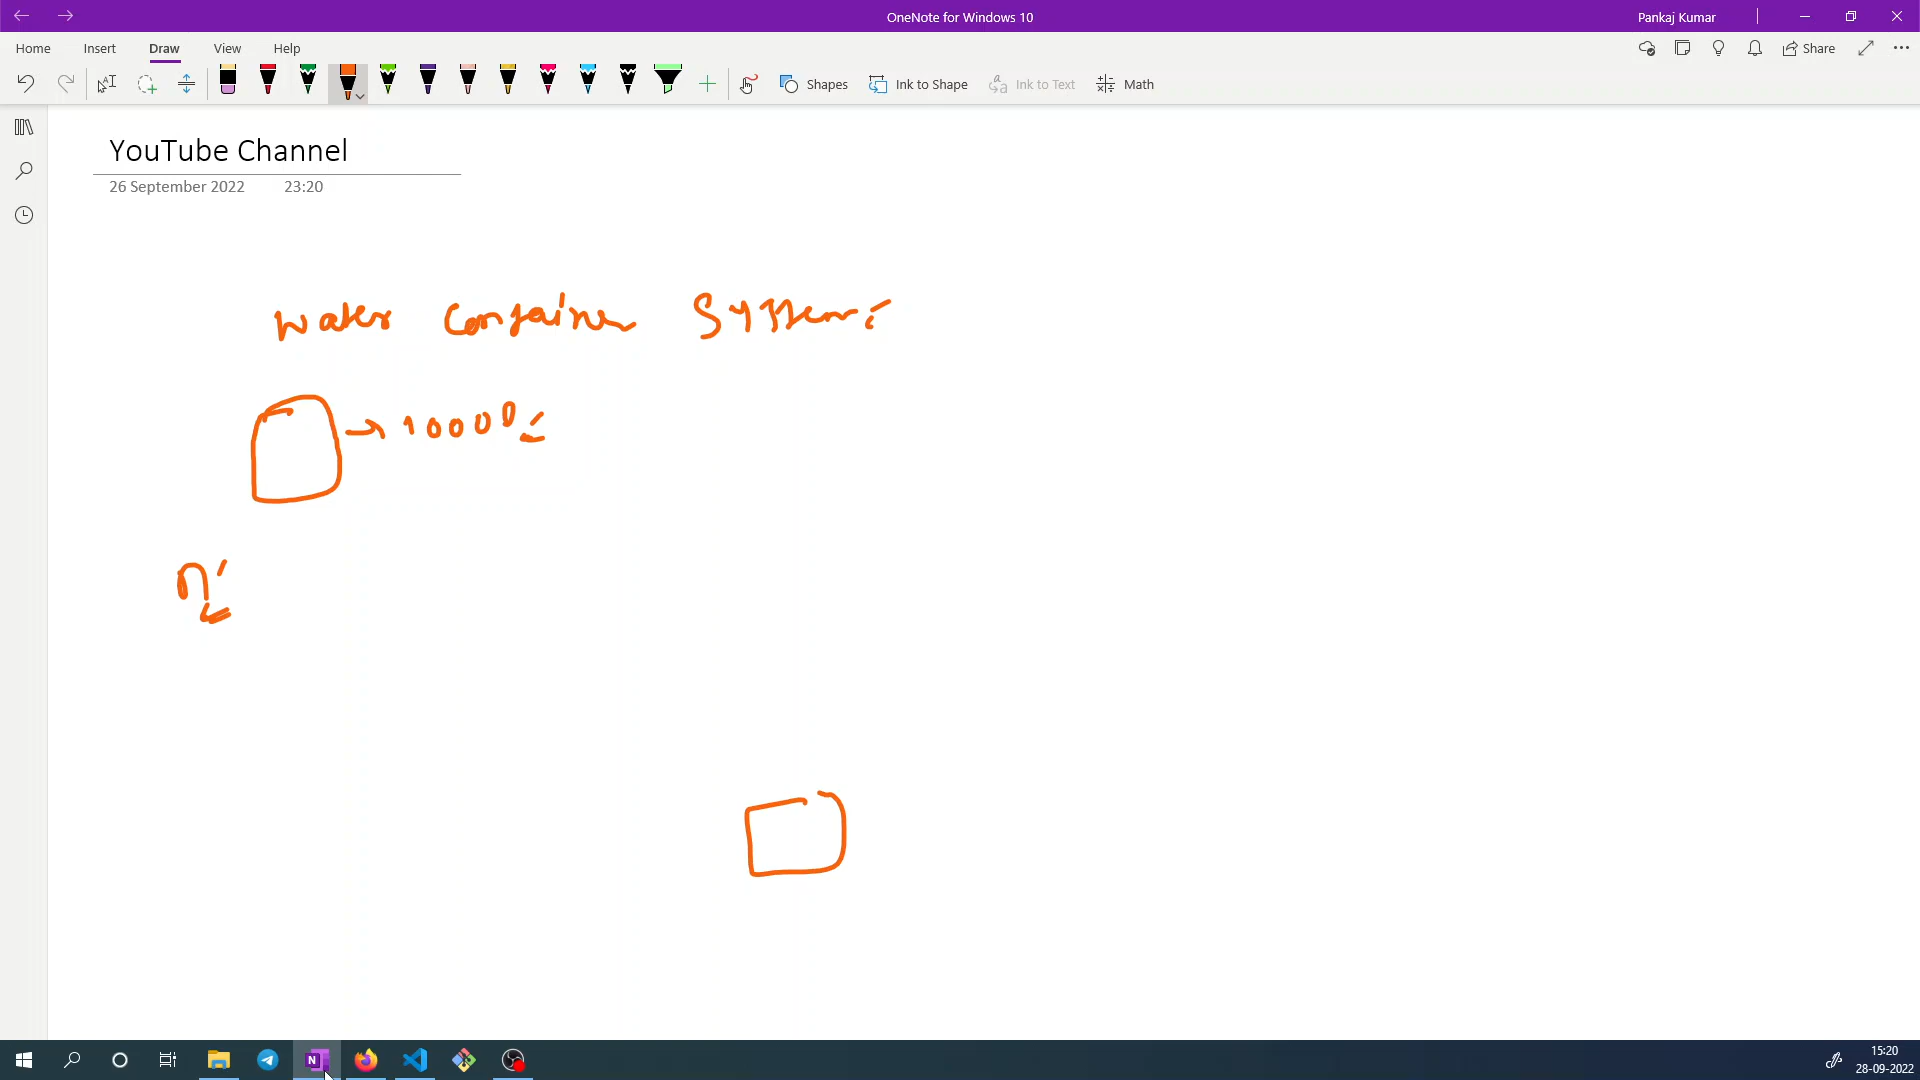 OneNote for Windows 10
Pankaj Kumar
Home Insert Draw View Help
Share
Shapes Ink to Shape Ink to Text Math
YouTube Channel
26 September 2022 23:20
Water Container System
→ 10000
n
15:20
28-09-2022